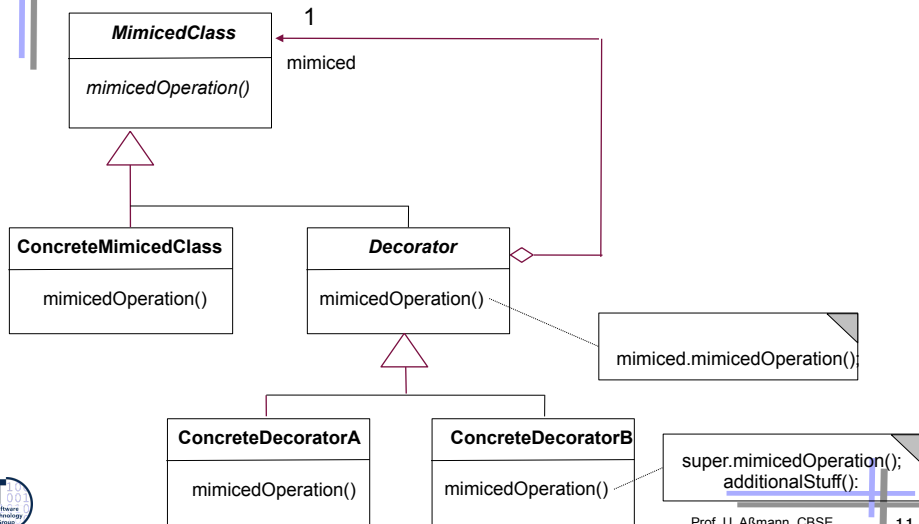 1
MimicedClass
mimiced
mimicedOperation()
ConcreteMimicedClass
Decorator
mimicedOperation()
mimicedOperation()
mimiced.mimicedOperation();
ConcreteDecoratorA
ConcreteDecoratorB
super.mimicedOperation();
additionalStuff():
mimicedOperation()
mimicedOperation()
Prof. U. Aßmann, CBSE
11